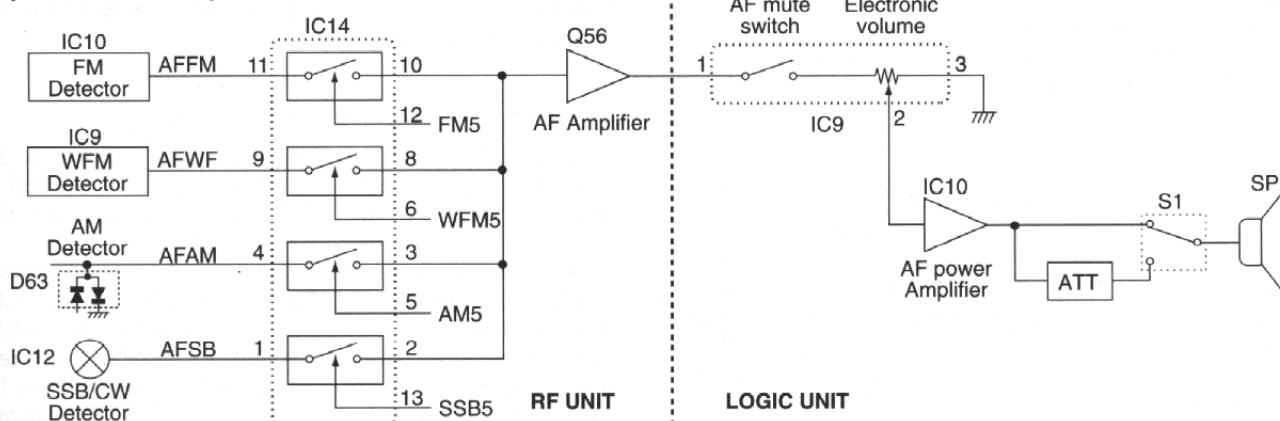 IC14
AF mute
switch
Electronic
volume
IC10
FM
Detector
AFFM
11
10
12
FM5
Q56
AF Amplifier
1
3
IC9
2
IC9
WFM
Detector
AFWF
9
8
6
WFM5
AM
Detector
AFAM
4
3
5
AM5
D63
IC10
AF power
Amplifier
S1
SP
ATT
IC12
AFSB
1
2
13
SSB5
SSB/CW
Detector
RF UNIT
LOGIC UNIT